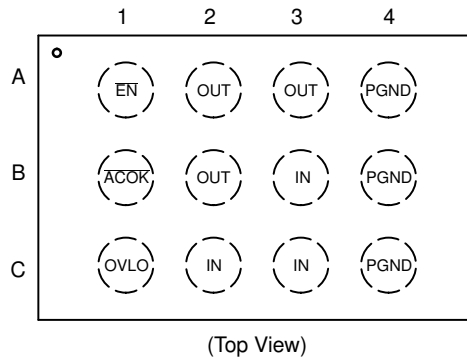 1 2 3 4
A EN̅ OUT OUT PGND
B ACOK̅ OUT IN PGND
C OVLO IN IN PGND
(Top View)